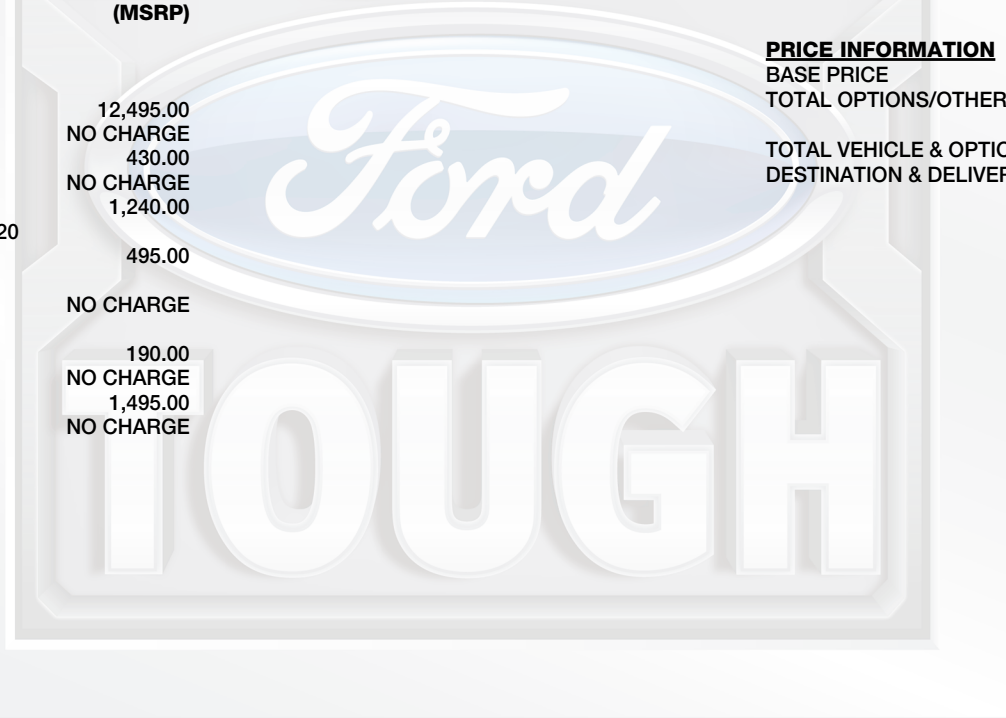 (MSRP)
12,495.00
NO CHARGE
430.00
NO CHARGE
1,240.00
20
495.00
NO CHARGE
190.00
NO CHARGE
1,495.00
NO CHARGE
PRICE INFORMATION
BASE PRICE
TOTAL OPTIONS/OTHER
TOTAL VEHICLE & OPTIO
DESTINATION & DELIVER
Ford
TOUGH